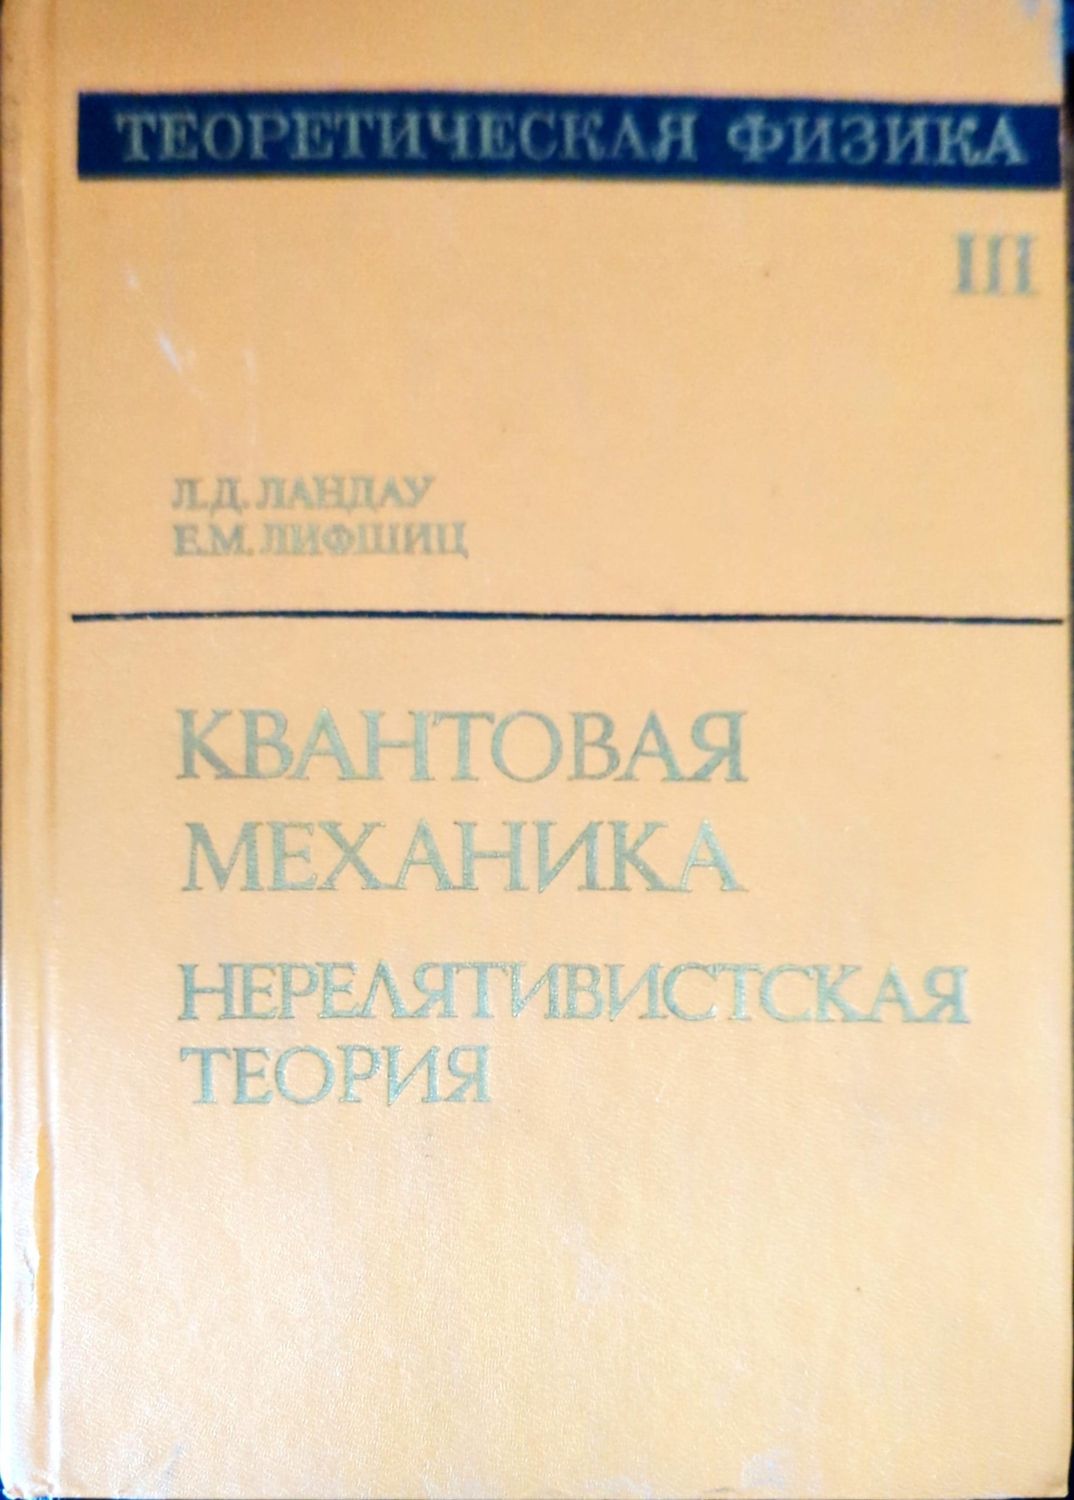 ТЕОРЕТИЧЕСКАЯ ФИЗИКА
III
Л.Д. ЛАНДАУ
Е.М. ЛИФШИЦ
КВАНТОВАЯ
МЕХАНИКА
НЕРЕЛЯТИВИСТСКАЯ
ТЕОРИЯ